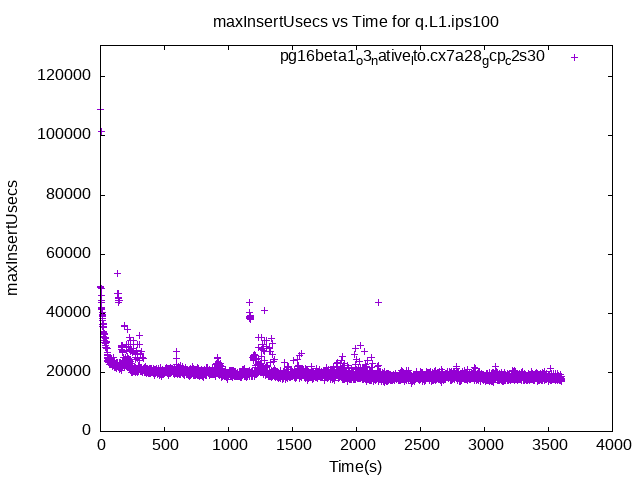 maxInsertUsecs vs Time for q.L1.ips100
pg16beta1o3native_lto.cx7a28gcpc2s30
maxInsertUsecs
120000
100000
80000
60000
40000
20000
0
0 500 1000 1500 2000 2500 3000 3500 4000
Time(s)